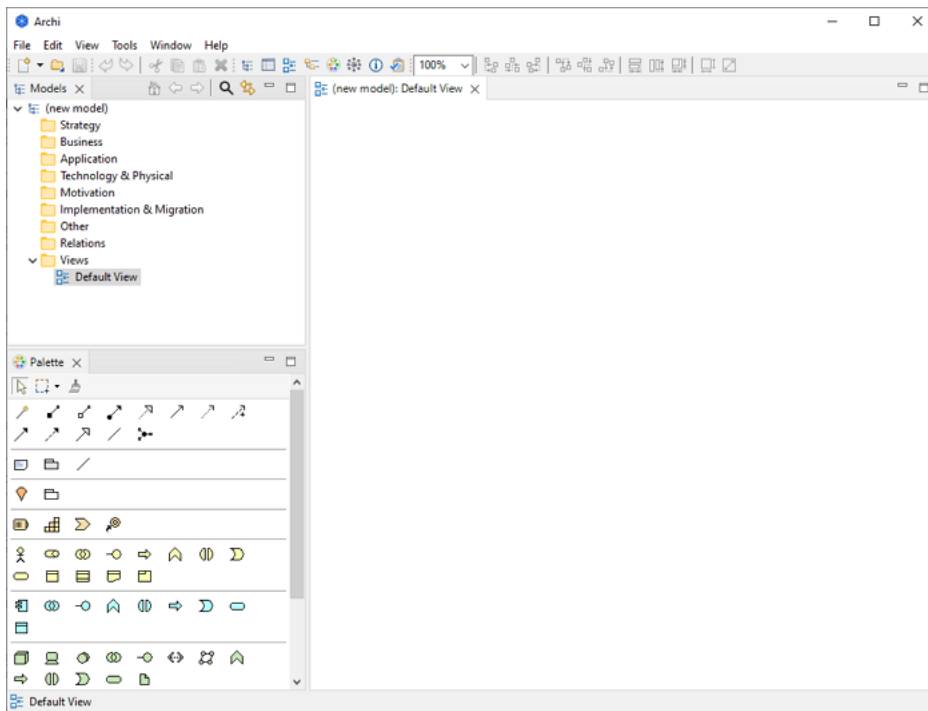 Archi
File Edit View Tools Window Help
100%
Models
(new model): Default View
(new model)
Strategy
Business
Application
Technology & Physical
Motivation
Implementation & Migration
Other
Relations
Views
Default View
Palette
Default View